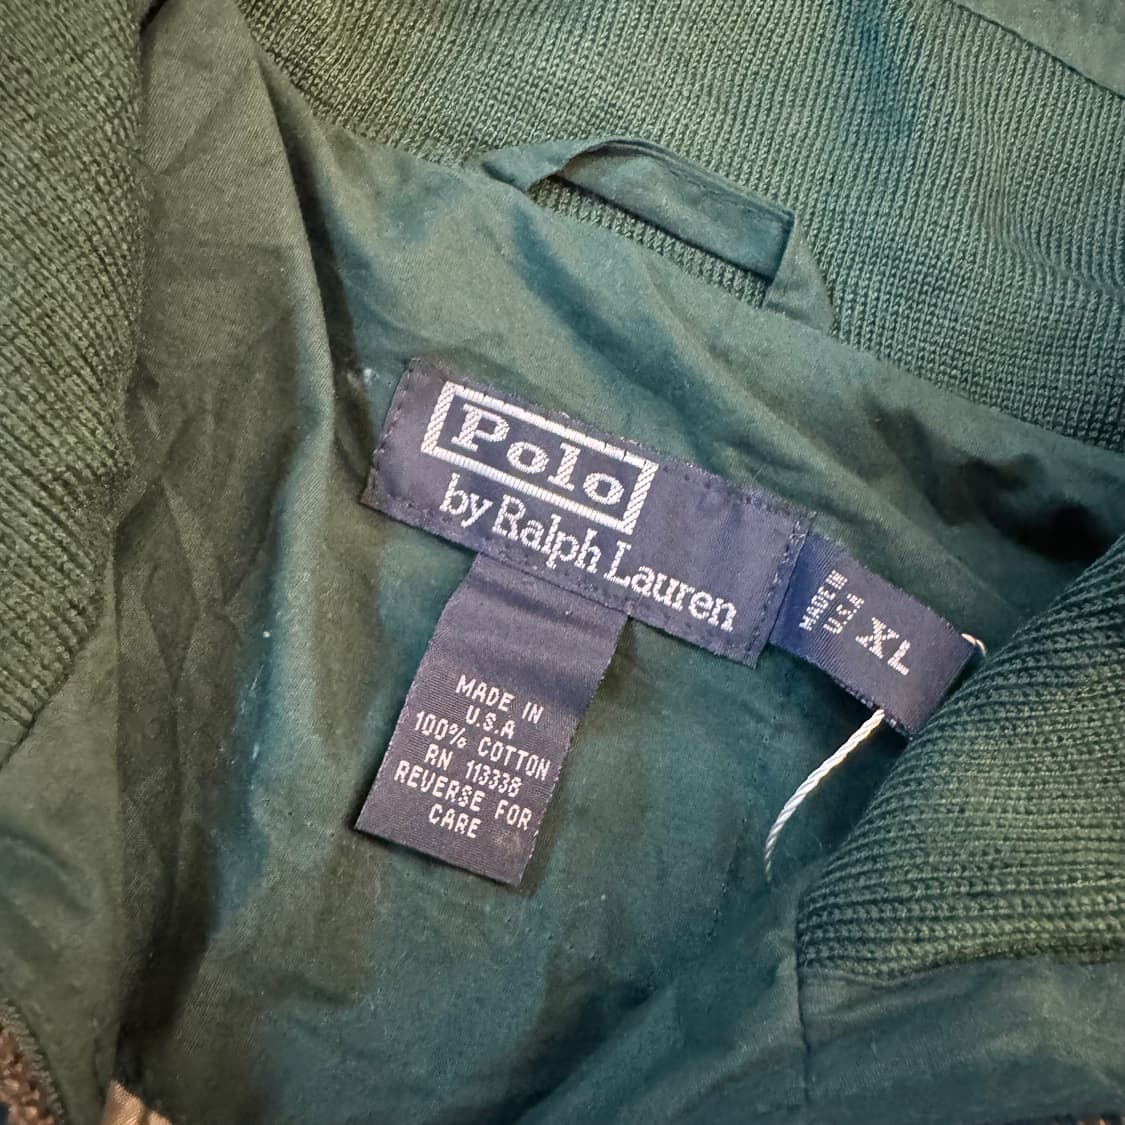 Polo
by Ralph Lauren
MADE IN
U.S.A
XL
MADE IN
U.S.A
100% COTTON
RN 113338
REVERSE FOR
CARE